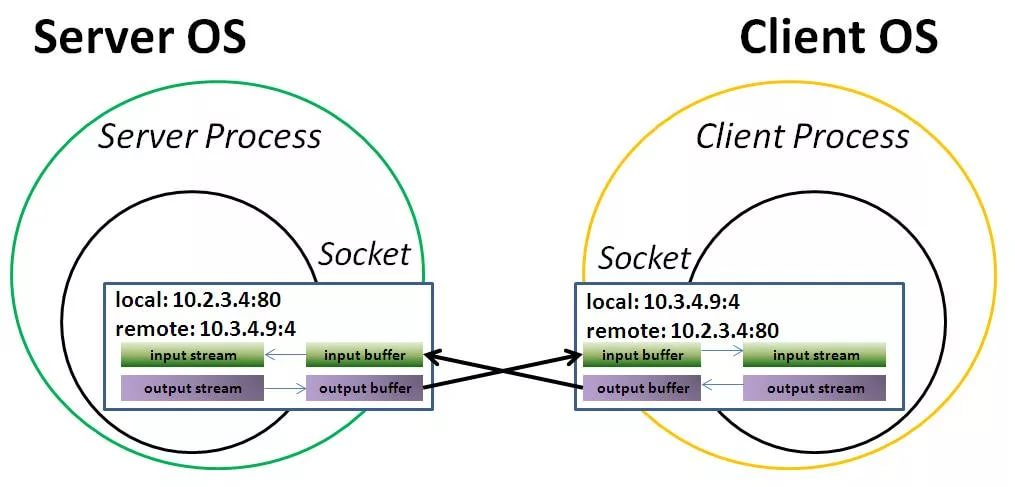 Server OS
Client OS
Server Process
Client Process
Socket
Socket
local: 10.2.3.4:80
remote: 10.3.4.9:4
input stream
input buffer
output stream
output buffer
local: 10.3.4.9:4
remote: 10.2.3.4:80
input buffer
input stream
output buffer
output stream